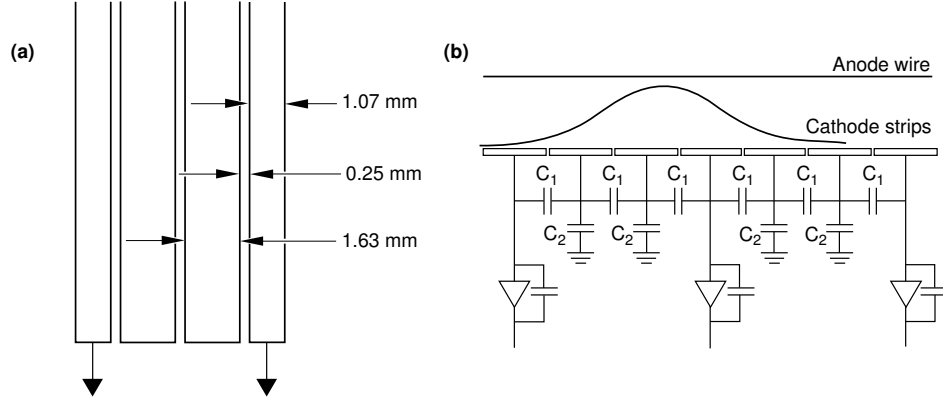 (a)
1.07 mm
0.25 mm
1.63 mm
(b)
Anode wire
Cathode strips
C1 C1 C1 C1 C1 C1
C2 C2 C2 C2